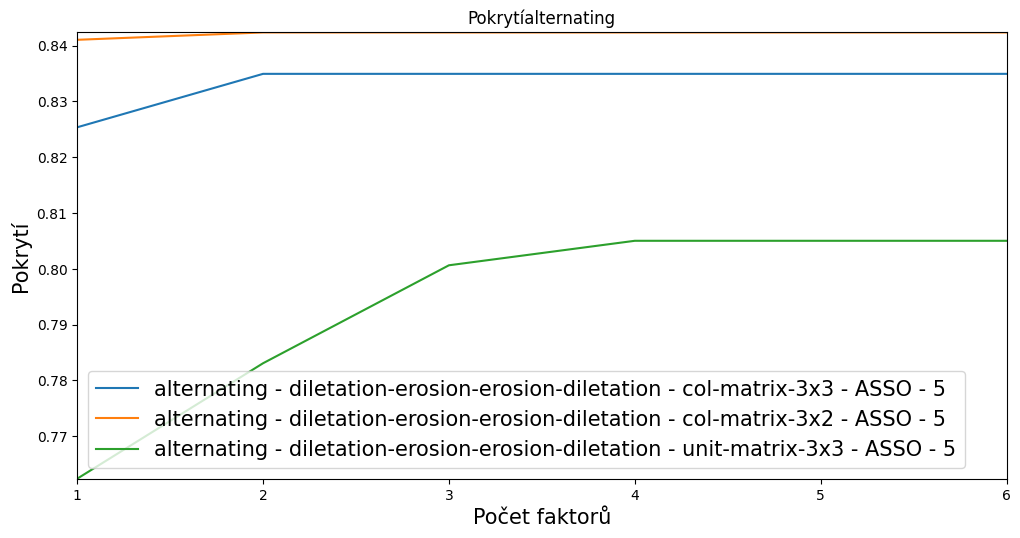 Pokrytíalternating
0.84
0.83
0.82
0.81
0.80
0.79
0.78
0.77
Pokrytí
alternating - diletation-erosion-erosion-diletation - col-matrix-3x3 - ASSO - 5
alternating - diletation-erosion-erosion-diletation - col-matrix-3x2 - ASSO - 5
alternating - diletation-erosion-erosion-diletation - unit-matrix-3x3 - ASSO - 5
1 2 3 4 5 6
Počet faktorů